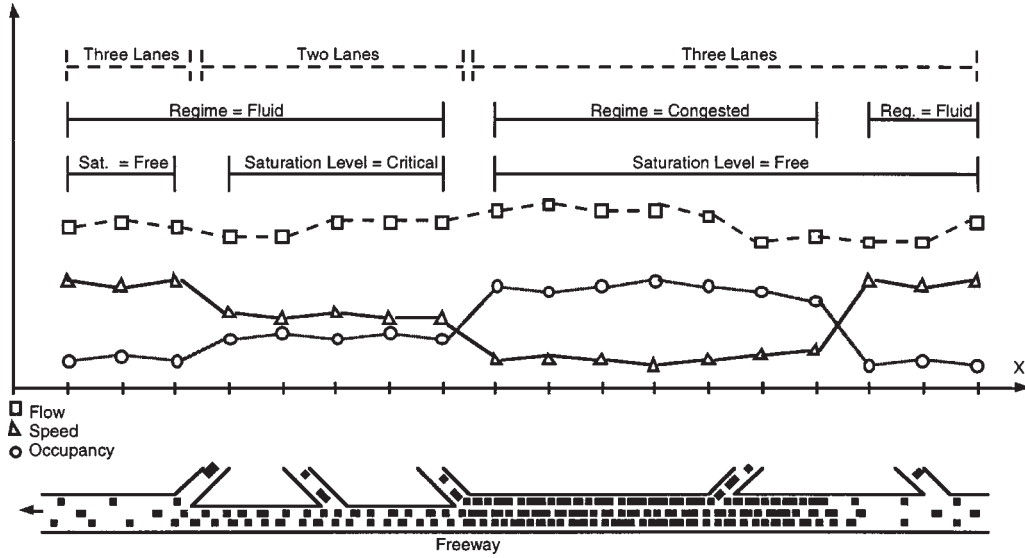 Three Lanes Two Lanes Three Lanes
Regime = Fluid Regime = Congested Reg. = Fluid
Sat. = Free Saturation Level = Critical Saturation Level = Free
X
Flow
Speed
Occupancy
Freeway